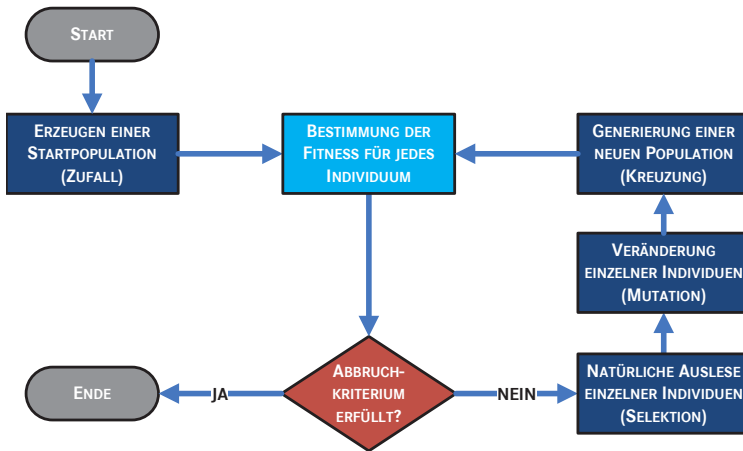 START
ERZEUGEN EINER
STARTPOPULATION
(ZUFALL)
BESTIMMUNG DER
FITNESS FÜR JEDES
INDIVIDUUM
GENERIERUNG EINER
NEUEN POPULATION
(KREUZUNG)
VERÄNDERUNG
EINZELNER INDIVIDUEN
(MUTATION)
ENDE
JA
ABBRUCH-
KRITERIUM
ERFÜLLT?
NEIN
NATÜRLICHE AUSLESE
EINZELNER INDIVIDUEN
(SELEKTION)